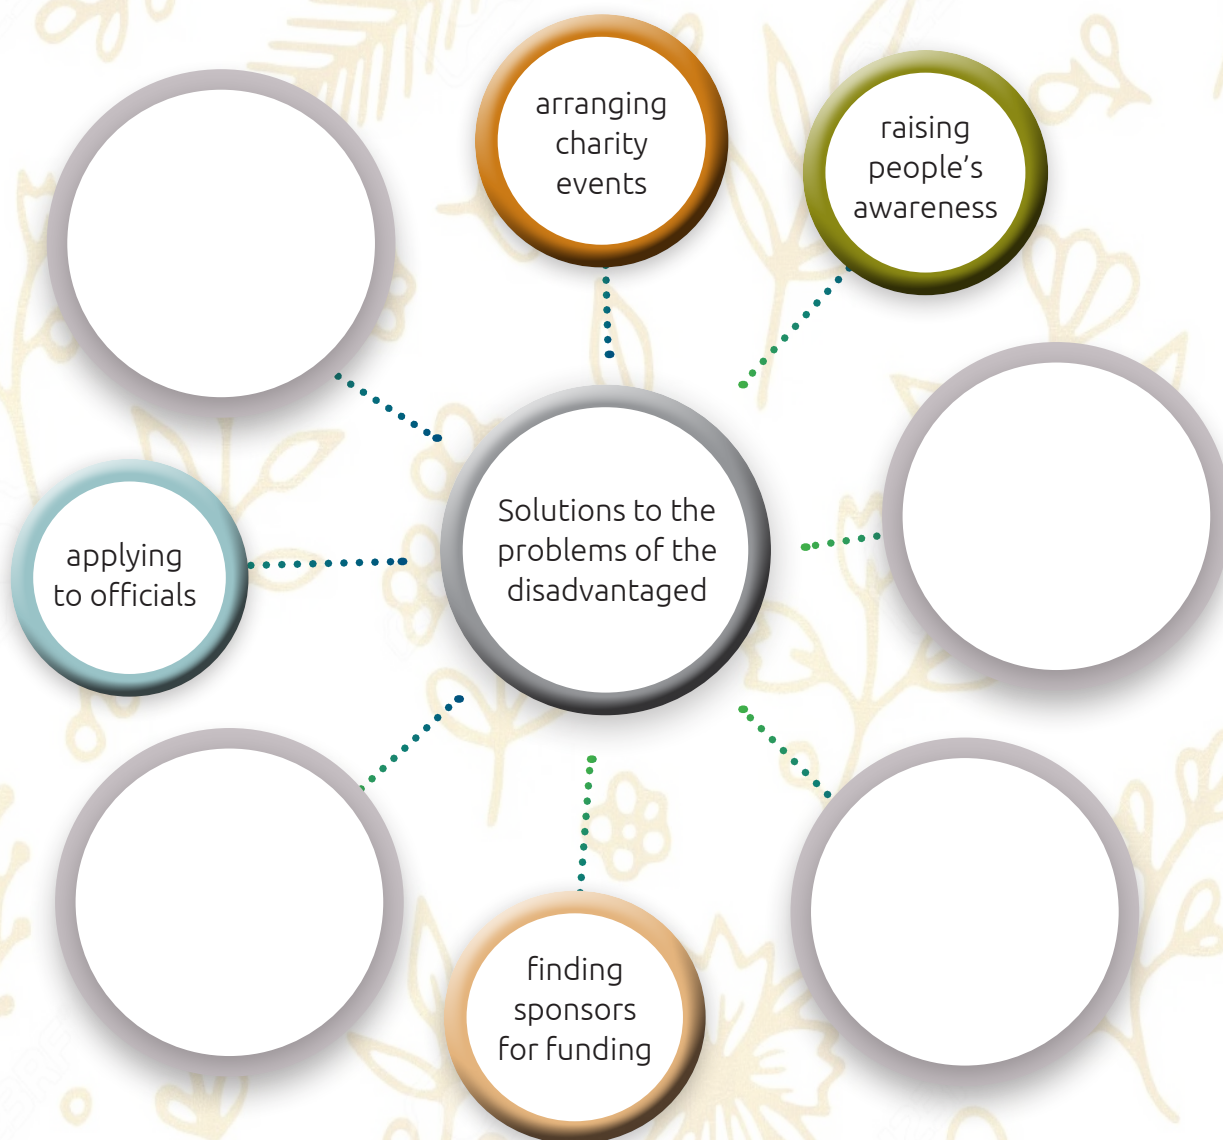 arranging
charity
events
raising
people’s
awareness
Solutions to the
problems of the
disadvantaged
applying
to officials
finding
sponsors
for funding